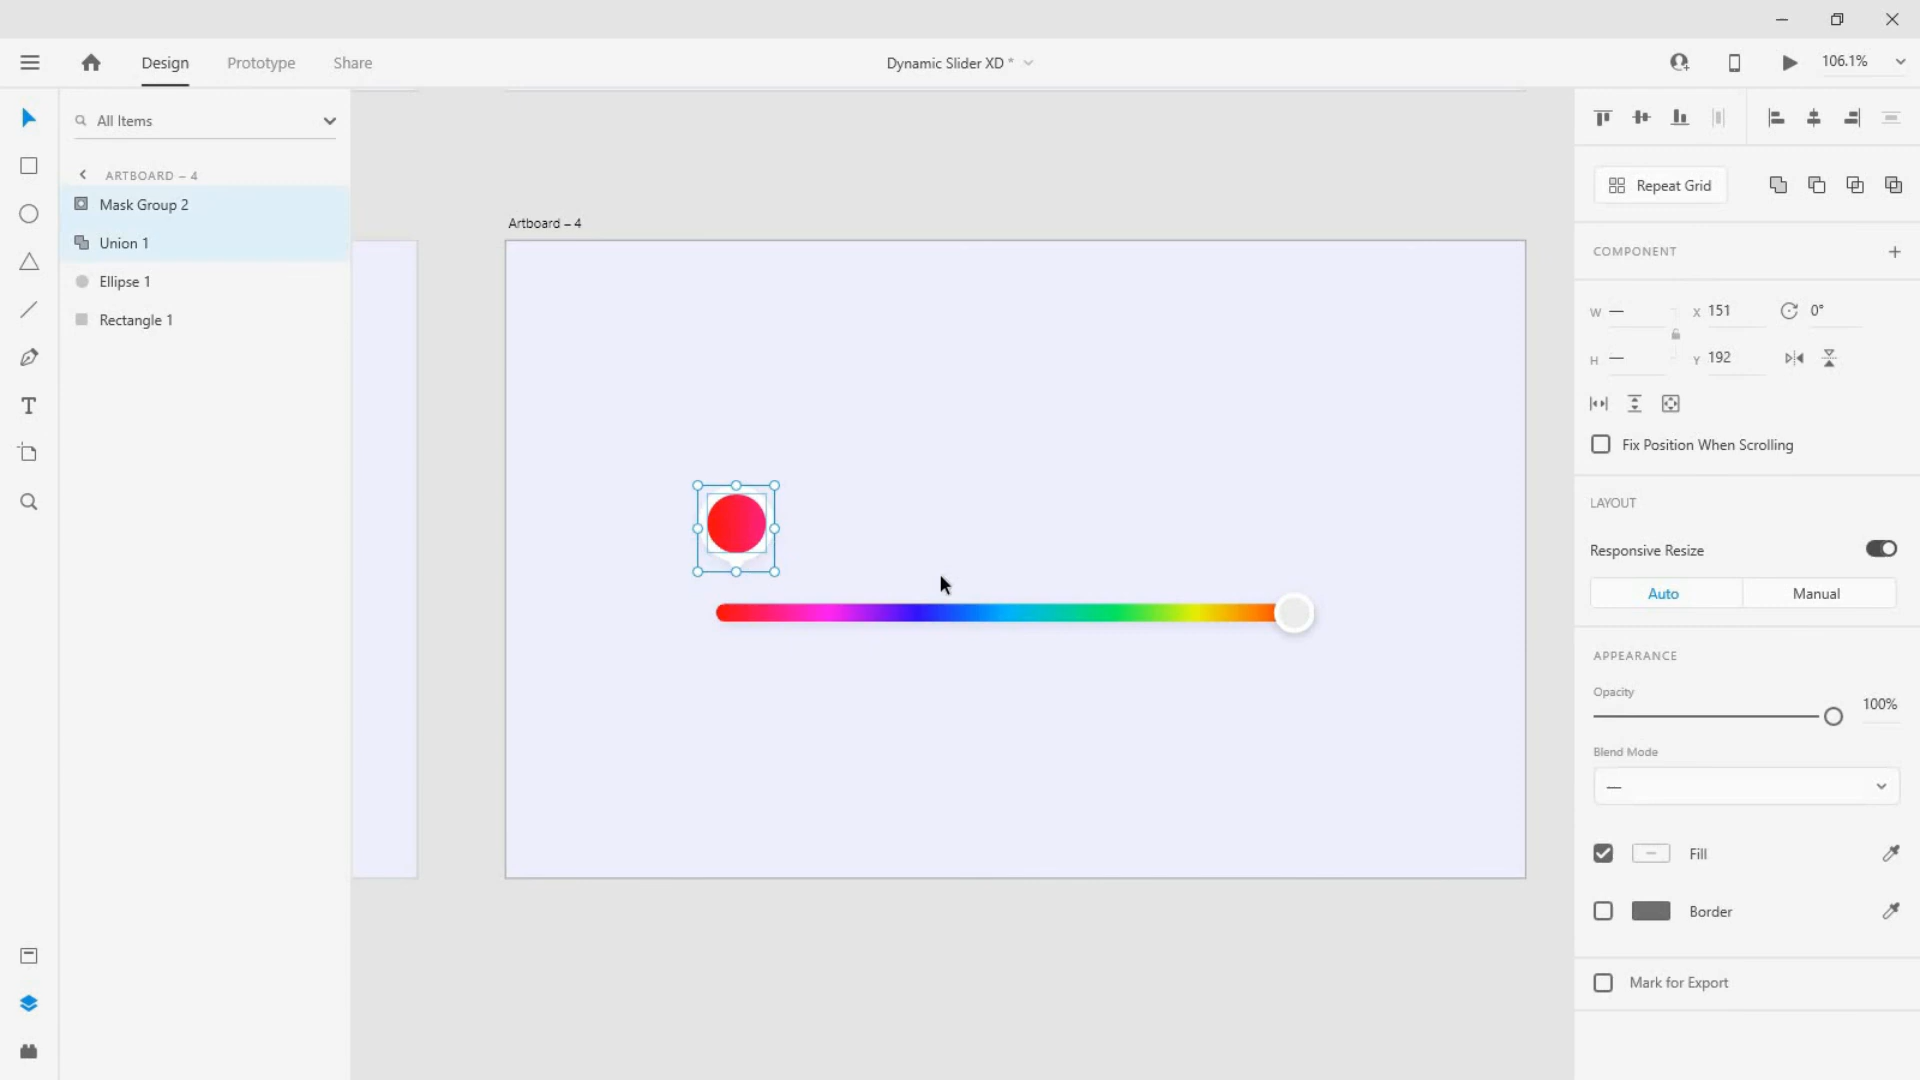 Design Prototype Share Dynamic Slider XD * 106.1%
All Items
ARTBOARD – 4
Mask Group 2
Union 1
Ellipse 1
Rectangle 1
Artboard – 4
Repeat Grid
COMPONENT
W — X 151 0°
H — Y 192
Fix Position When Scrolling
LAYOUT
Responsive Resize
Auto Manual
APPEARANCE
Opacity
100%
Blend Mode
—
Fill
Border
Mark for Export